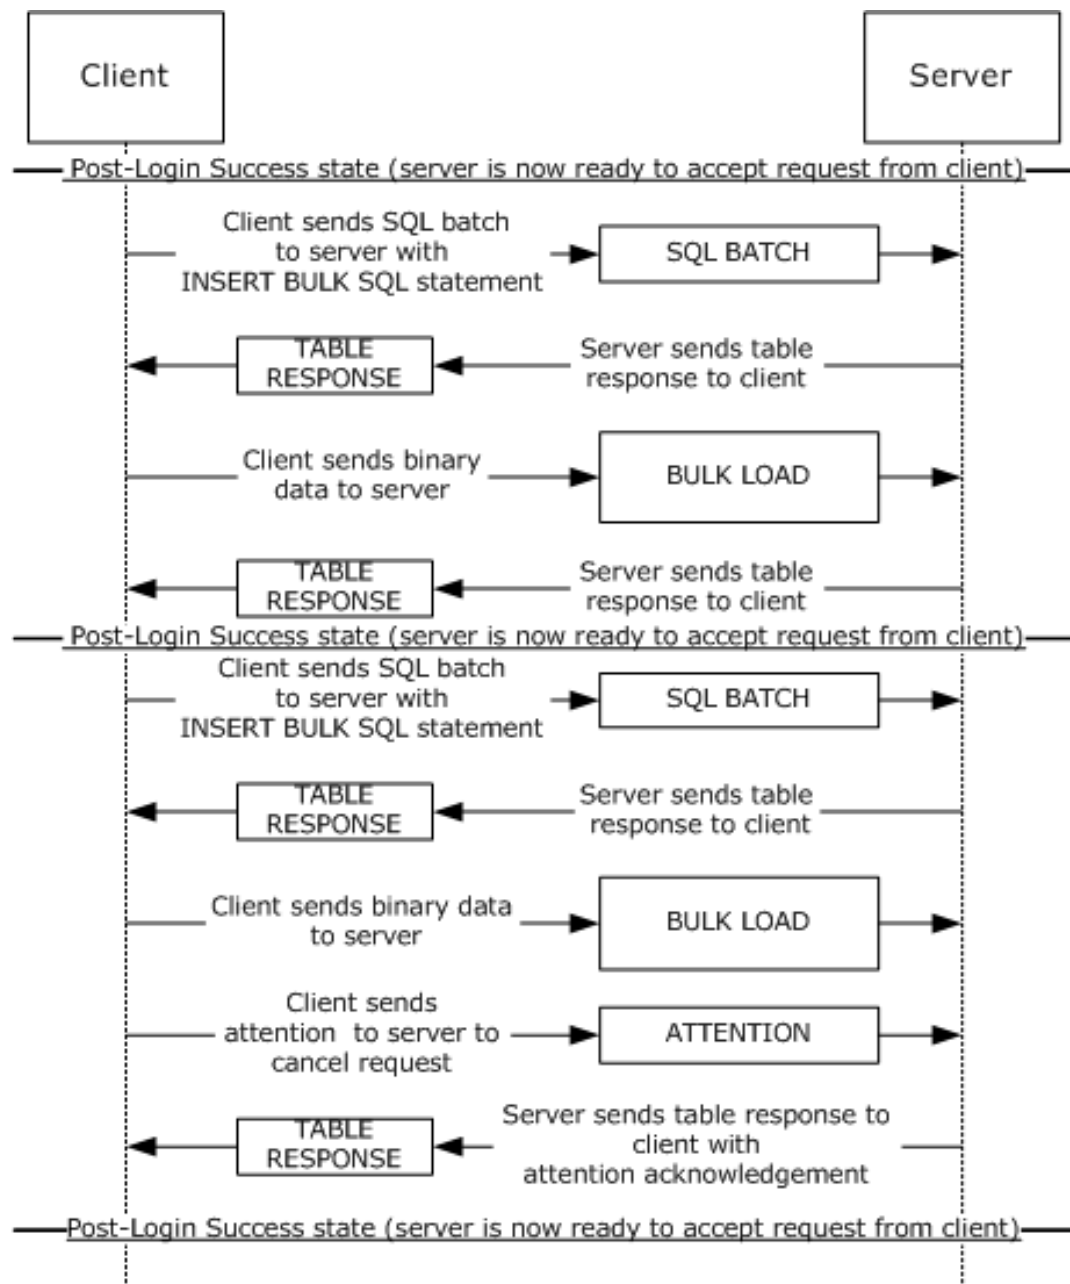 Client
Server
Post-Login Success state (server is now ready to accept request from client)
Client sends SQL batch
to server with
INSERT BULK SQL statement
SQL BATCH
TABLE
RESPONSE
Server sends table
response to client
Client sends binary
data to server
BULK LOAD
TABLE
RESPONSE
Server sends table
response to client
Post-Login Success state (server is now ready to accept request from client)
Client sends SQL batch
to server with
INSERT BULK SQL statement
SQL BATCH
TABLE
RESPONSE
Server sends table
response to client
Client sends binary data
to server
BULK LOAD
Client sends
attention to server to
cancel request
ATTENTION
TABLE
RESPONSE
Server sends table response to
client with
attention acknowledgement
Post-Login Success state (server is now ready to accept request from client)